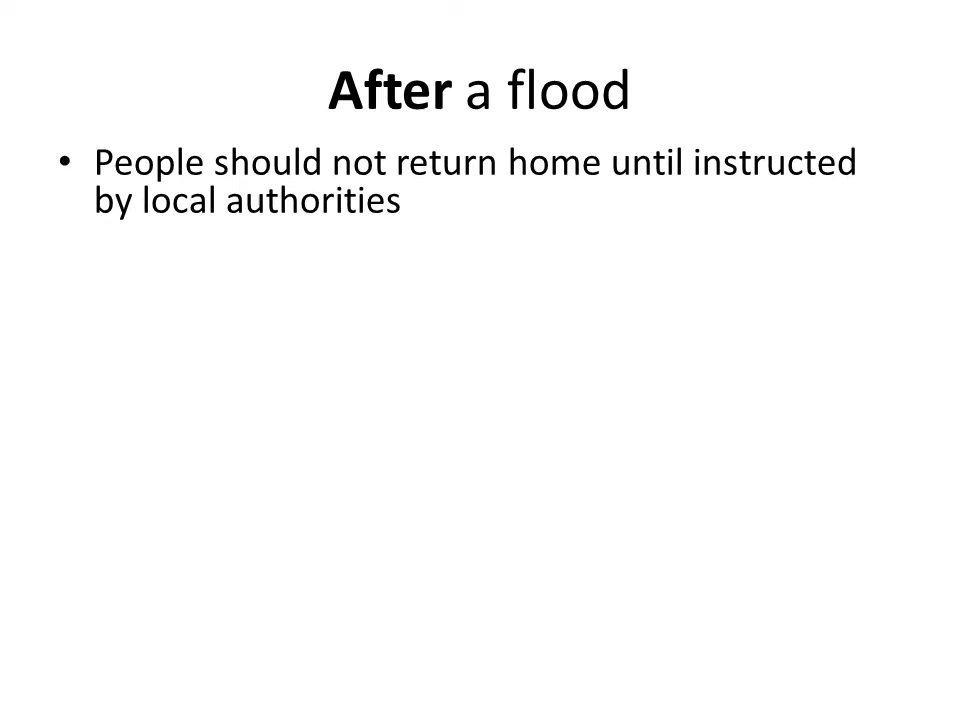 After a flood
• People should not return home until instructed
by local authorities